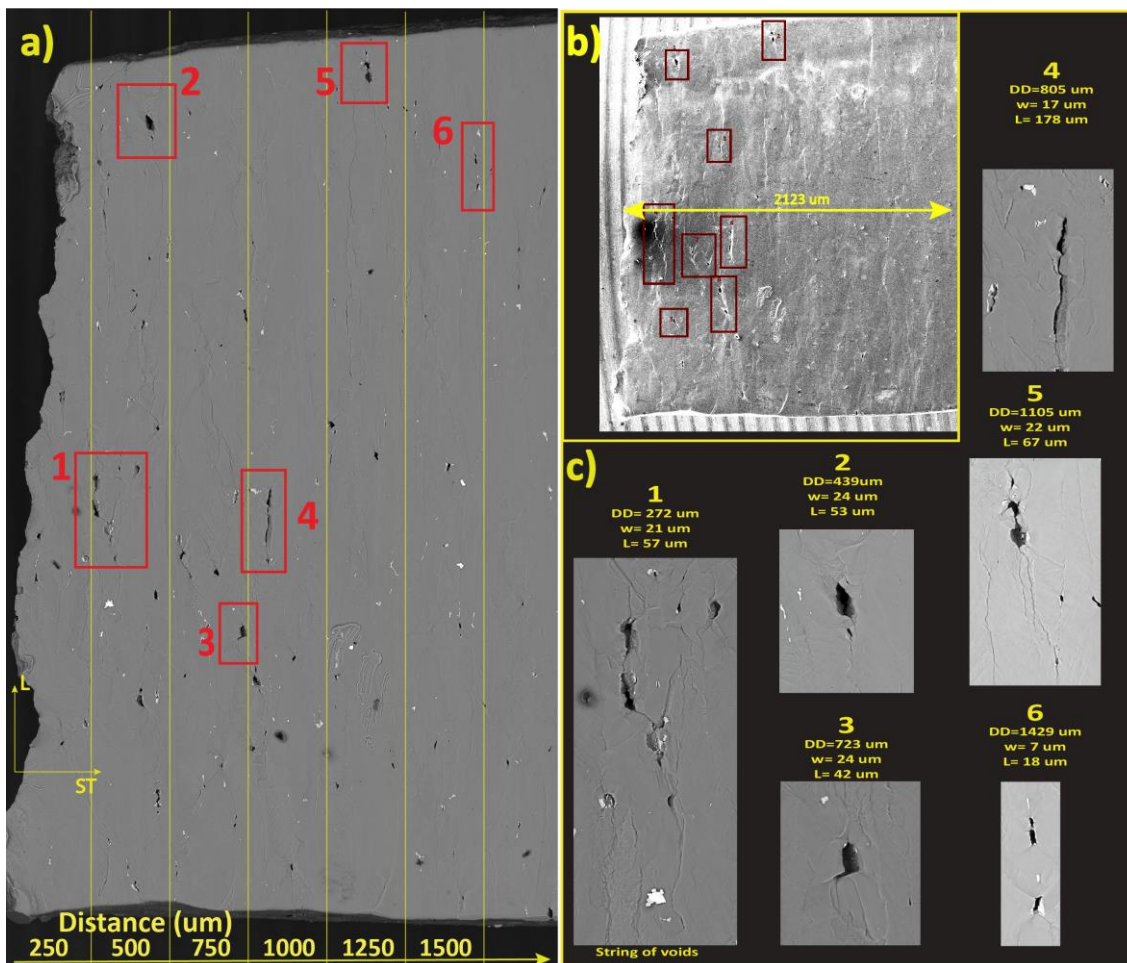 a)
2
5
6
1
4
3
L
ST
Distance (um)
250 500 750 1000 1250 1500
b)
2123 um
c)
1
DD= 272 um
w= 21 um
L= 57 um
String of voids
2
DD=439um
w= 24 um
L= 53 um
3
DD=723 um
w= 24 um
L= 42 um
4
DD=805 um
w= 17 um
L= 178 um
5
DD=1105 um
w= 22 um
L= 67 um
6
DD=1429 um
w= 7 um
L= 18 um